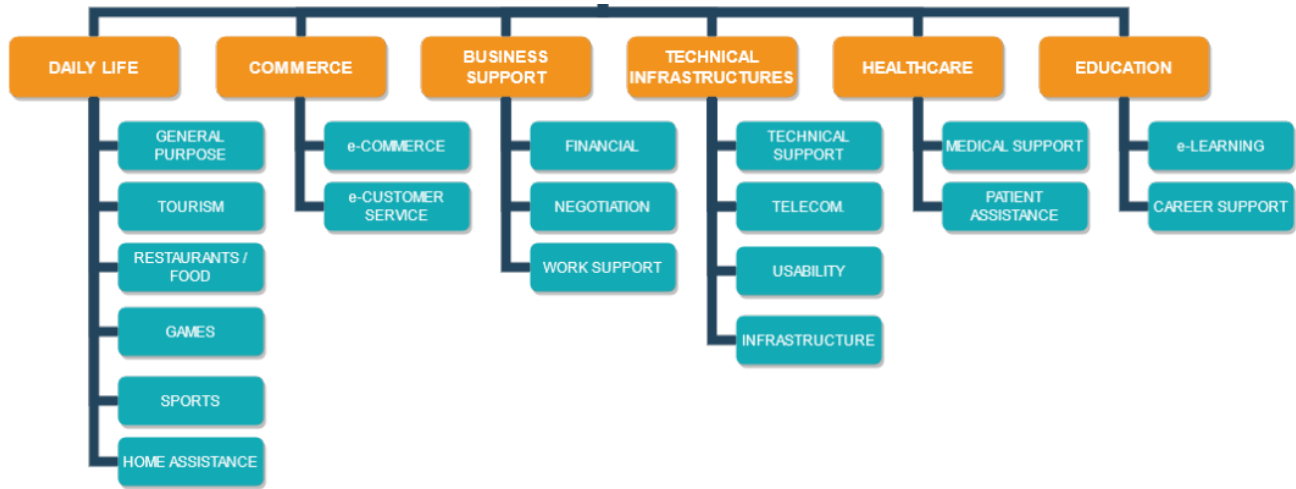 DAILY LIFE
COMMERCE
BUSINESS
SUPPORT
TECHNICAL
INFRASTRUCTURES
HEALTHCARE
EDUCATION
GENERAL
PURPOSE
TOURISM
RESTAURANTS /
FOOD
GAMES
SPORTS
HOME ASSISTANCE
e-COMMERCE
e-CUSTOMER
SERVICE
FINANCIAL
NEGOTIATION
WORK SUPPORT
TECHNICAL
SUPPORT
TELECOM.
USABILITY
INFRASTRUCTURE
MEDICAL SUPPORT
PATIENT
ASSISTANCE
e-LEARNING
CAREER SUPPORT